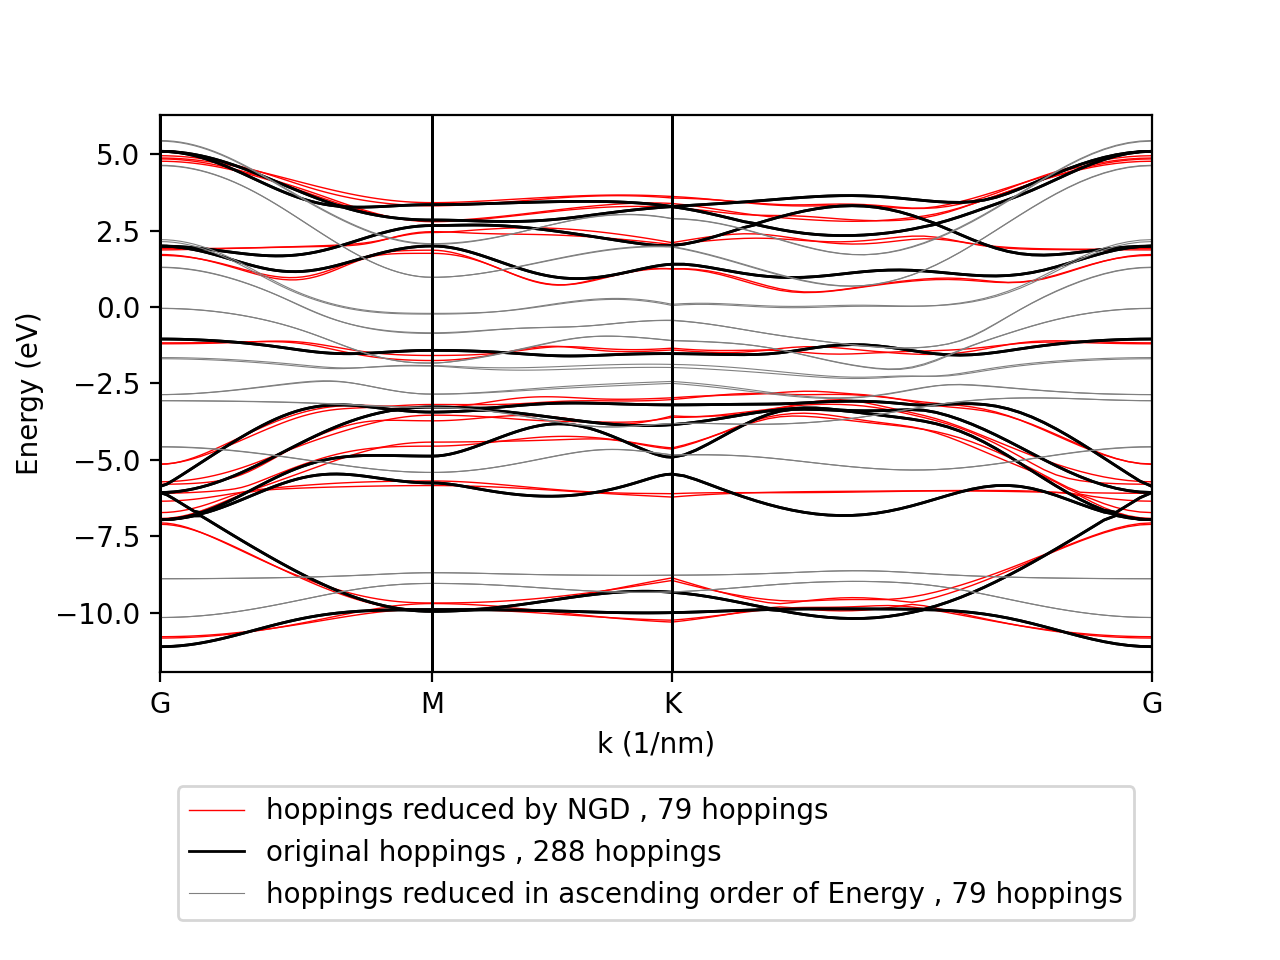 5.0
2.5
0.0
−2.5
−5.0
−7.5
−10.0
Energy (eV)
G M K G
k (1/nm)
hoppings reduced by NGD , 79 hoppings
original hoppings , 288 hoppings
hoppings reduced in ascending order of Energy , 79 hoppings